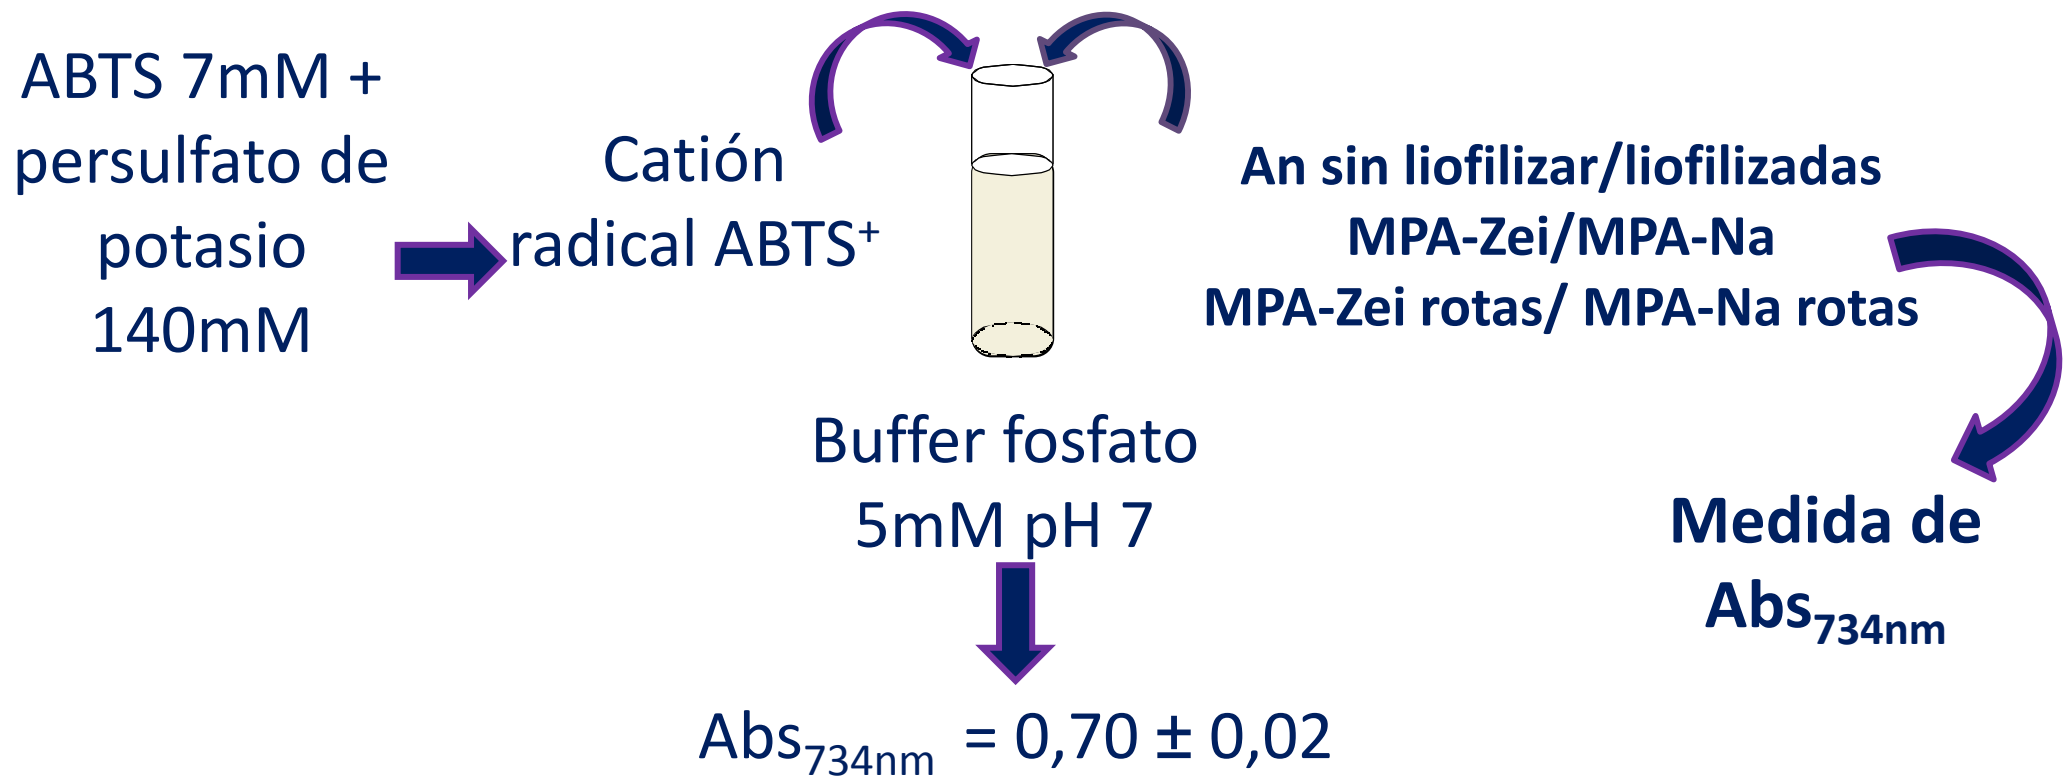 ABTS 7mM +
persulfato de
potasio
140mM
Catión
radical ABTS⁺
An sin liofilizar/liofilizadas
MPA-Zei/MPA-Na
MPA-Zei rotas/ MPA-Na rotas
Buffer fosfato
5mM pH 7
Medida de
Abs₇₃₄ₙₘ
Abs₇₃₄ₙₘ = 0,70 ± 0,02